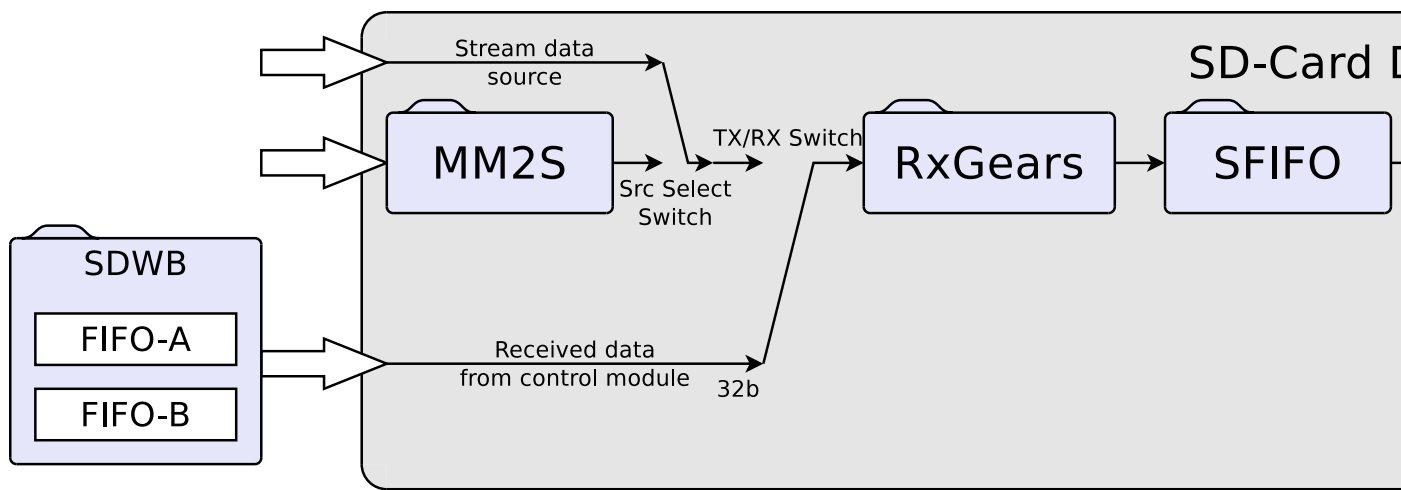 Stream data
source
SD-Card D
MM2S
TX/RX Switch
RxGears
SFIFO
Src Select
Switch
SDWB
FIFO-A
FIFO-B
Received data
from control module
32b